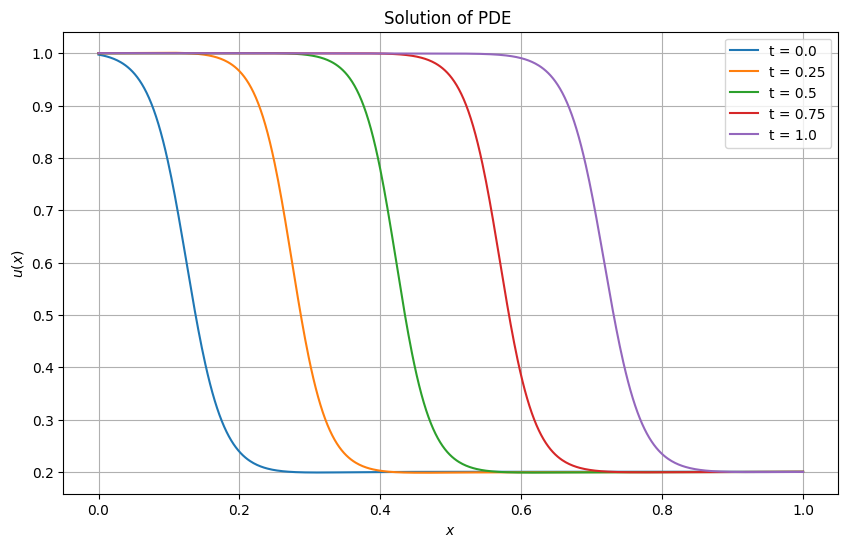 Solution of PDE
t = 0.0
t = 0.25
t = 0.5
t = 0.75
t = 1.0
1.0
0.9
0.8
0.7
0.6
0.5
0.4
0.3
0.2
u(x)
0.0 0.2 0.4 0.6 0.8 1.0
x